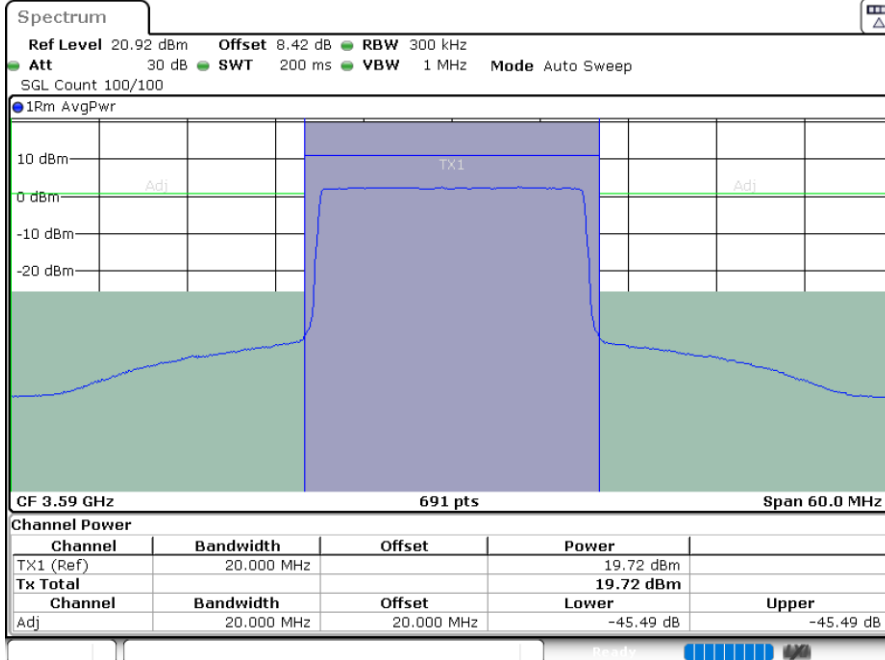 Spectrum
Ref Level 20.92 dBm Offset 8.42 dB RBW 300 kHz
Att 30 dB SWT 200 ms VBW 1 MHz Mode Auto Sweep
SGL Count 100/100
1Rm AvgPwr
10 dBm
TX1
Adj Adj
0 dBm
-10 dBm
-20 dBm
CF 3.59 GHz 691 pts Span 60.0 MHz
Channel Power
Channel Bandwidth Offset Power
TX1 (Ref) 20.000 MHz 19.72 dBm
Tx Total 19.72 dBm
Channel Bandwidth Offset Lower Upper
Adj 20.000 MHz 20.000 MHz -45.49 dB -45.49 dB
Ready